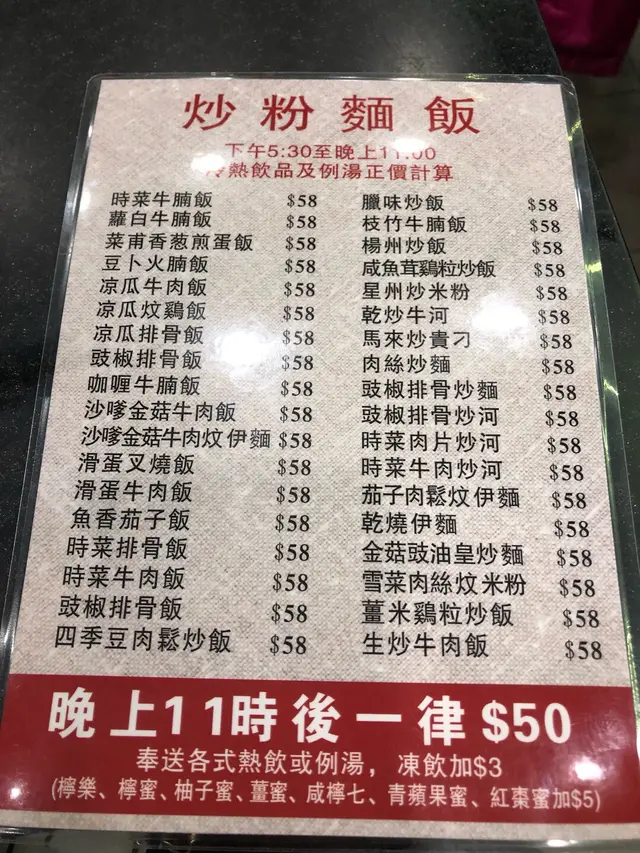 炒粉麵飯
下午5:30至晚上11:00
冷熱飲品及例湯正價計算
時菜牛腩飯 $58
蘿白牛腩飯 $58
菜甫香葱煎蛋飯 $58
豆卜火腩飯 $58
凉瓜牛肉飯 $58
凉瓜炆鷄飯 $58
凉瓜排骨飯 $58
豉椒排骨飯 $58
咖喱牛腩飯 $58
沙嗲金菇牛肉飯 $58
沙嗲金菇牛肉炆伊麵 $58
滑蛋叉燒飯 $58
滑蛋牛肉飯 $58
魚香茄子飯 $58
時菜排骨飯 $58
時菜牛肉飯 $58
豉椒排骨飯 $58
四季豆肉鬆炒飯 $58
臘味炒飯 $58
枝竹牛腩飯 $58
楊州炒飯 $58
咸魚茸鷄粒炒飯 $58
星州炒米粉 $58
乾炒牛河 $58
馬來炒貴刁 $58
肉絲炒麵 $58
豉椒排骨炒麵 $58
豉椒排骨炒河 $58
時菜肉片炒河 $58
時菜牛肉炒河 $58
茄子肉鬆炆伊麵 $58
乾燒伊麵 $58
金菇豉油皇炒麵 $58
雪菜肉絲炆米粉 $58
薑米鷄粒炒飯 $58
生炒牛肉飯 $58
晚上11時後一律$50
奉送各式熱飲或例湯，凍飲加$3
(檸樂、檸蜜、柚子蜜、薑蜜、咸檸七、青蘋果蜜、紅棗蜜加$5)